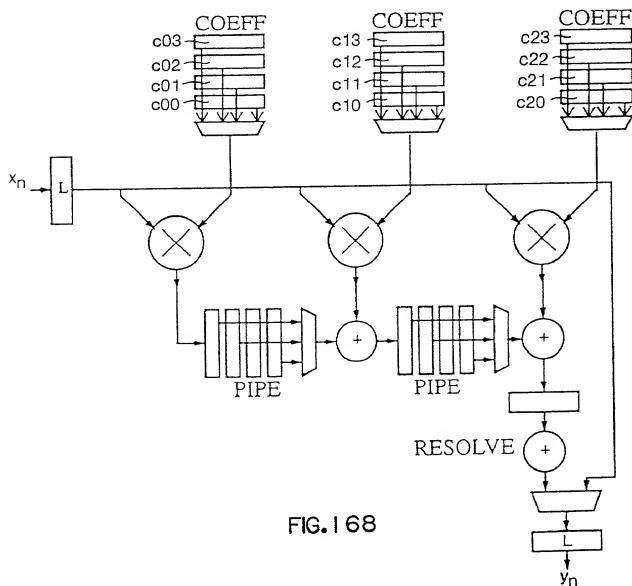 COEFF COEFF COEFF
c03 c13 c23
c02 c12 c22
c01 c11 c21
c00 c10 c20
xn L
+ +
PIPE PIPE
RESOLVE +
FIG.168
L
yn